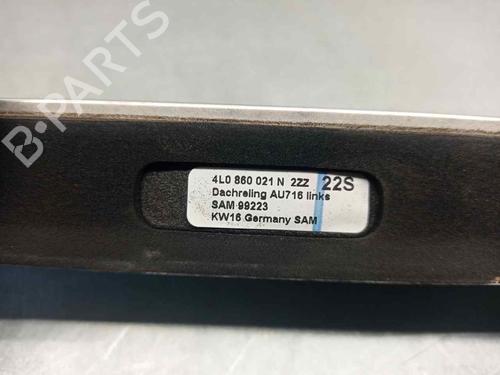 B-PARTS
4L0 860 021 N 2ZZ 22S
Dachreling AU716 links
SAM 99223
KW16 Germany SAM